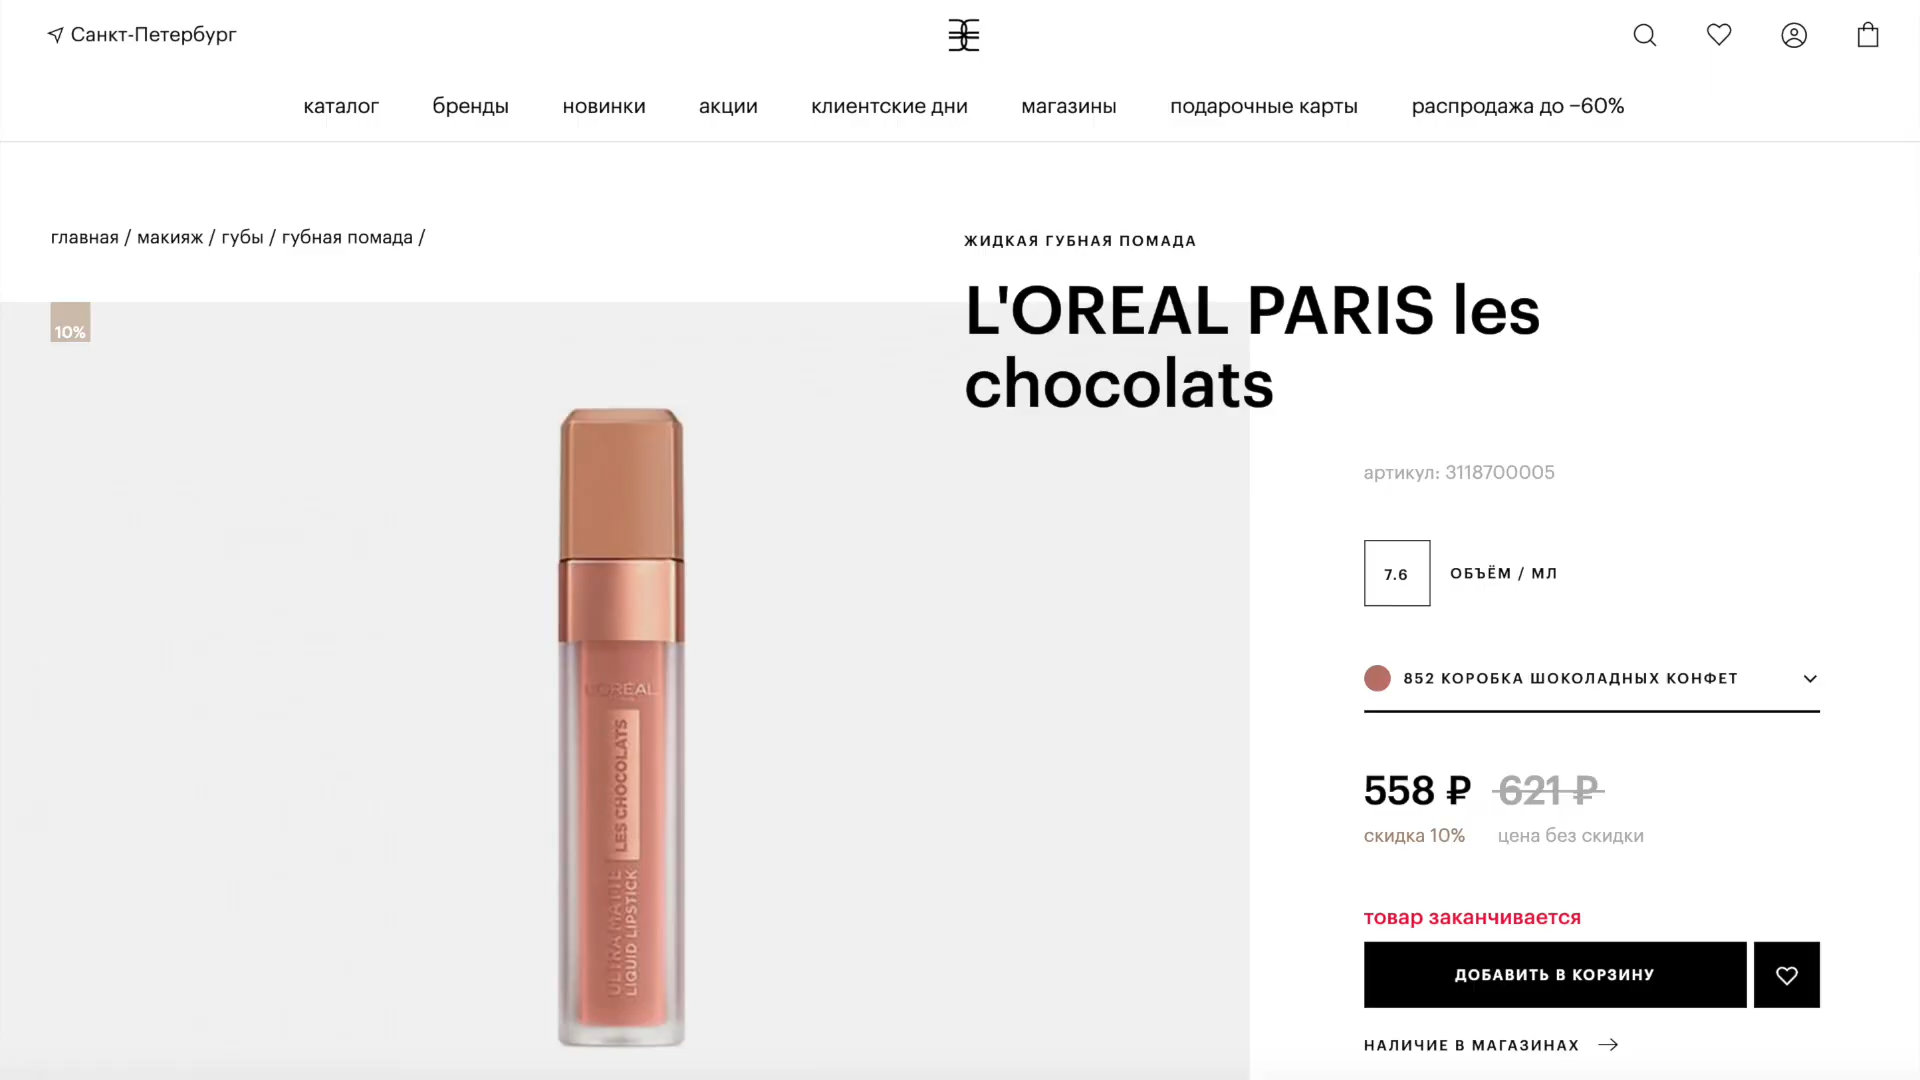 Санкт-Петербург
каталог бренды новинки акции клиентские дни магазины подарочные карты распродажа до −60%
главная / макияж / губы / губная помада /
ЖИДКАЯ ГУБНАЯ ПОМАДА
L'OREAL PARIS les
chocolats
10%
артикул: 3118700005
7.6 ОБЪЁМ / МЛ
852 КОРОБКА ШОКОЛАДНЫХ КОНФЕТ
558 ₽ 621 ₽
скидка 10% цена без скидки
товар заканчивается
ДОБАВИТЬ В КОРЗИНУ
НАЛИЧИЕ В МАГАЗИНАХ
L'ORÉAL
LES CHOCOLATS
ULTRA MATTE
LIQUID LIPSTICK